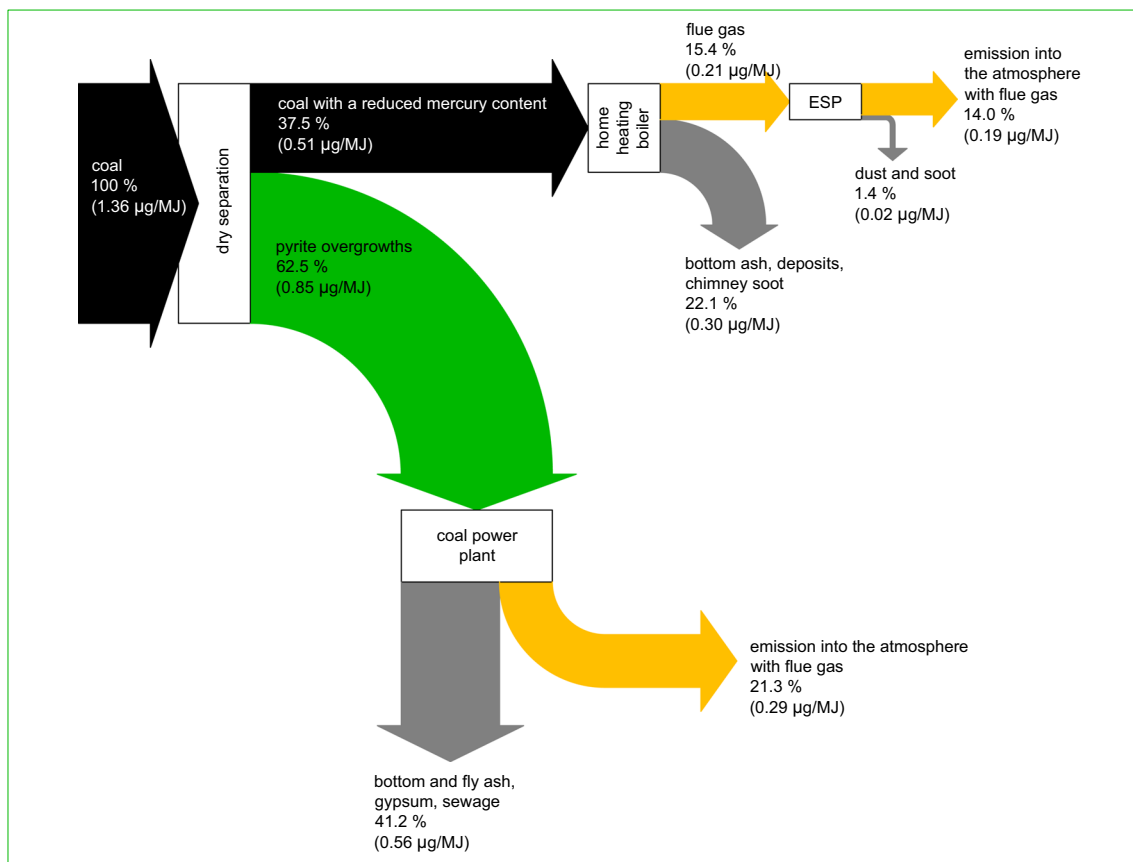 coal
100 %
(1.36 µg/MJ)
dry separation
coal with a reduced mercury content
37.5 %
(0.51 µg/MJ)
pyrite overgrowths
62.5 %
(0.85 µg/MJ)
home
heating
boiler
flue gas
15.4 %
(0.21 µg/MJ)
ESP
emission into
the atmosphere
with flue gas
14.0 %
(0.19 µg/MJ)
dust and soot
1.4 %
(0.02 µg/MJ)
bottom ash, deposits,
chimney soot
22.1 %
(0.30 µg/MJ)
coal power
plant
emission into the atmosphere
with flue gas
21.3 %
(0.29 µg/MJ)
bottom and fly ash,
gypsum, sewage
41.2 %
(0.56 µg/MJ)